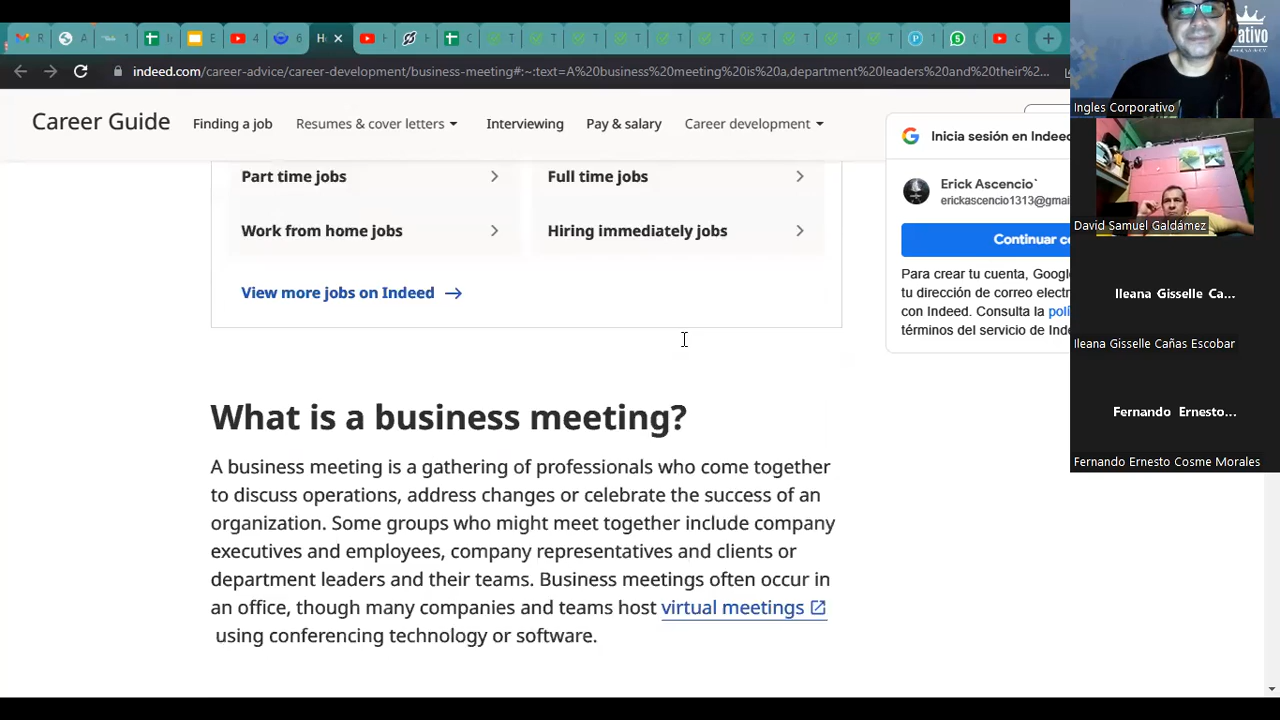 indeed.com/career-advice/career-development/business-meeting#:~:text=A%20business%20meeting%20is%20a,department%20leaders%20and%20their%...
Career Guide
Finding a job
Resumes & cover letters
Interviewing
Pay & salary
Career development
Part time jobs
Full time jobs
Work from home jobs
Hiring immediately jobs
View more jobs on Indeed
Inicia sesión en Indeed
Erick Ascencio`
erickascencio1313@gmai
Continuar c
Para crear tu cuenta, Google
tu dirección de correo electr
con Indeed. Consulta la polí
términos del servicio de Inde
What is a business meeting?
A business meeting is a gathering of professionals who come together
to discuss operations, address changes or celebrate the success of an
organization. Some groups who might meet together include company
executives and employees, company representatives and clients or
department leaders and their teams. Business meetings often occur in
an office, though many companies and teams host virtual meetings
using conferencing technology or software.
Ingles Corporativo
David Samuel Galdámez
Ileana Gisselle Ca...
Ileana Gisselle Cañas Escobar
Fernando Ernesto...
Fernando Ernesto Cosme Morales